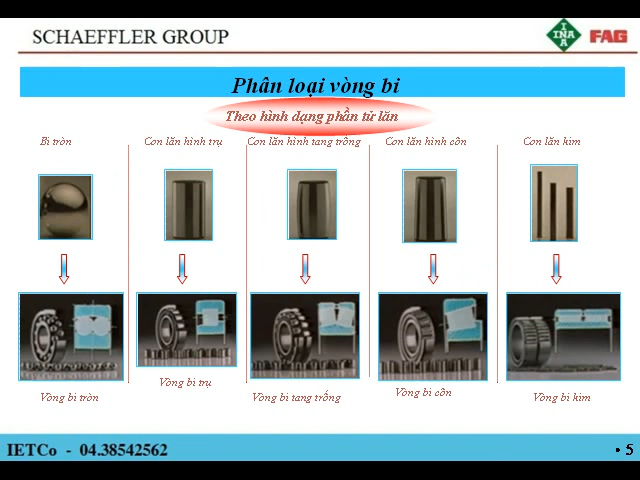 SCHAEFFLER GROUP
INA
INA
FAG
Phân loại vòng bi
Theo hình dạng phần tử lăn
Bi tròn
Con lăn hình trụ
Con lăn hình tang trống
Con lăn hình côn
Con lăn kim
Vòng bi tròn
Vòng bi trụ
Vòng bi tang trống
Vòng bi côn
Vòng bi kim
IETCo - 04.38542562
• 5